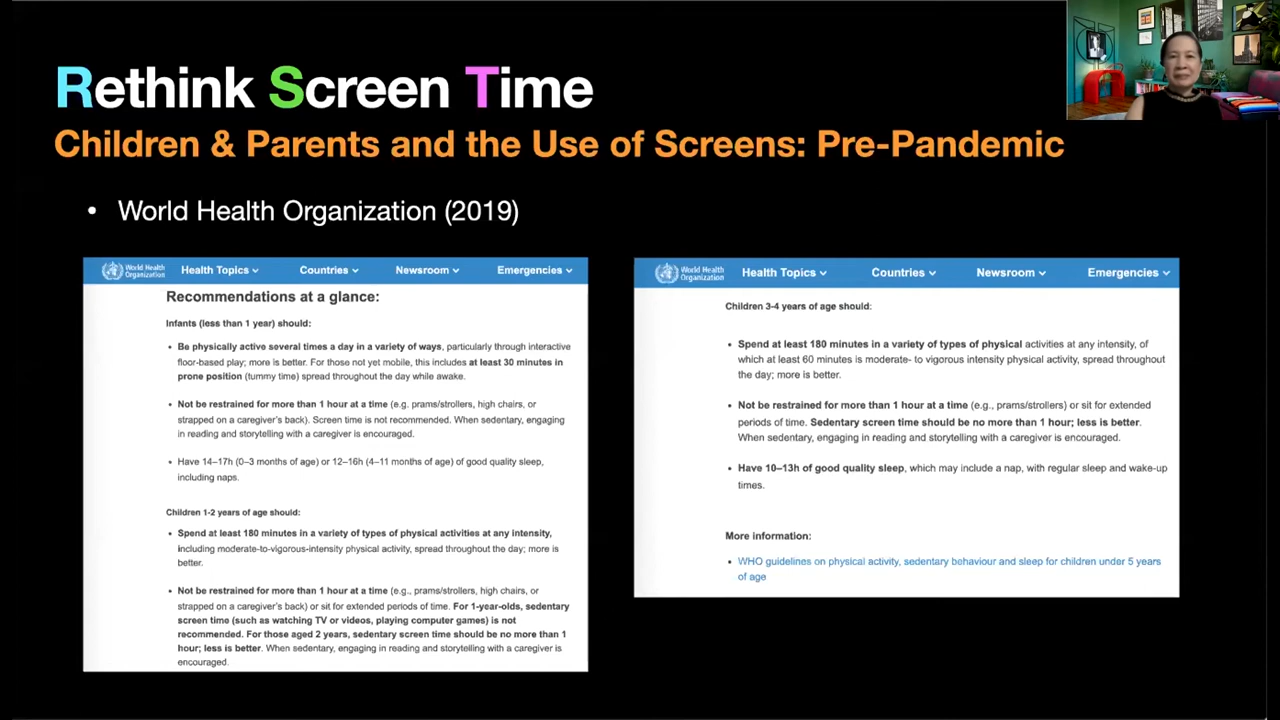 Rethink Screen Time
Children & Parents and the Use of Screens: Pre-Pandemic
• World Health Organization (2019)
World Health
Organization
Health Topics
Countries
Newsroom
Emergencies
Recommendations at a glance:
Infants (less than 1 year) should:
• Be physically active several times a day in a variety of ways, particularly through interactive
floor-based play; more is better. For those not yet mobile, this includes at least 30 minutes in
prone position (tummy time) spread throughout the day while awake.
• Not be restrained for more than 1 hour at a time (e.g. prams/strollers, high chairs, or
strapped on a caregiver's back). Screen time is not recommended. When sedentary, engaging
in reading and storytelling with a caregiver is encouraged.
• Have 14–17h (0–3 months of age) or 12–16h (4–11 months of age) of good quality sleep,
including naps.
Children 1-2 years of age should:
• Spend at least 180 minutes in a variety of types of physical activities at any intensity,
including moderate-to-vigorous-intensity physical activity, spread throughout the day; more is
better.
• Not be restrained for more than 1 hour at a time (e.g., prams/strollers, high chairs, or
strapped on a caregiver's back) or sit for extended periods of time. For 1-year-olds, sedentary
screen time (such as watching TV or videos, playing computer games) is not
recommended. For those aged 2 years, sedentary screen time should be no more than 1
hour; less is better. When sedentary, engaging in reading and storytelling with a caregiver is
encouraged.
World Health
Organization
Health Topics
Countries
Newsroom
Emergencies
Children 3-4 years of age should:
• Spend at least 180 minutes in a variety of types of physical activities at any intensity, of
which at least 60 minutes is moderate- to vigorous intensity physical activity, spread throughout
the day; more is better.
• Not be restrained for more than 1 hour at a time (e.g., prams/strollers) or sit for extended
periods of time. Sedentary screen time should be no more than 1 hour; less is better.
When sedentary, engaging in reading and storytelling with a caregiver is encouraged.
• Have 10–13h of good quality sleep, which may include a nap, with regular sleep and wake-up
times.
More information:
• WHO guidelines on physical activity, sedentary behaviour and sleep for children under 5 years
of age